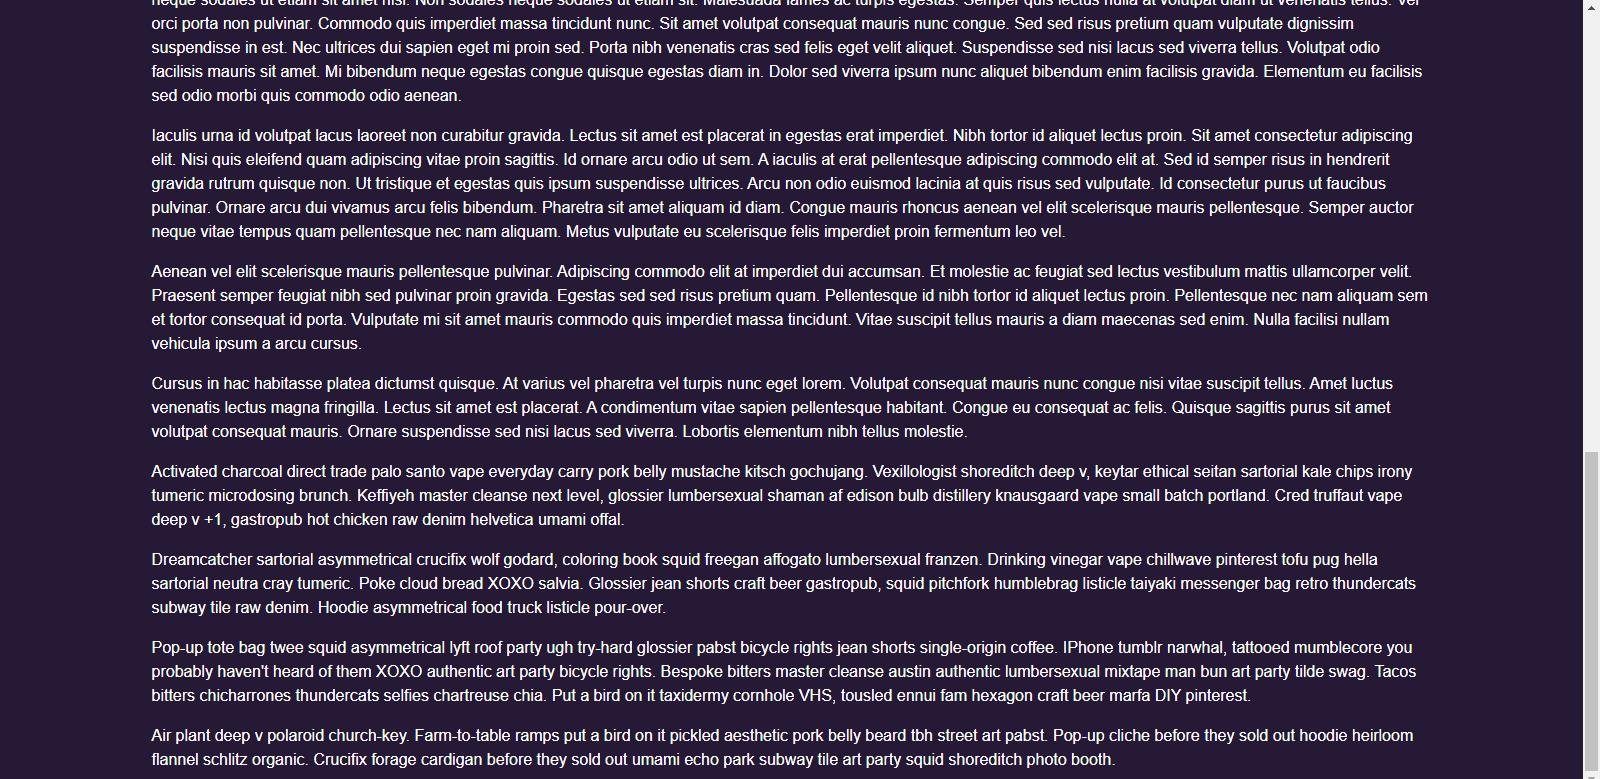 neque sodales ut etiam sit amet nisl. Non sodales neque sodales ut etiam sit. Malesuada fames ac turpis egestas. Semper quis lectus nulla at volutpat diam ut venenatis tellus. Vel
orci porta non pulvinar. Commodo quis imperdiet massa tincidunt nunc. Sit amet volutpat consequat mauris nunc congue. Sed sed risus pretium quam vulputate dignissim
suspendisse in est. Nec ultrices dui sapien eget mi proin sed. Porta nibh venenatis cras sed felis eget velit aliquet. Suspendisse sed nisi lacus sed viverra tellus. Volutpat odio
facilisis mauris sit amet. Mi bibendum neque egestas congue quisque egestas diam in. Dolor sed viverra ipsum nunc aliquet bibendum enim facilisis gravida. Elementum eu facilisis
sed odio morbi quis commodo odio aenean.
Iaculis urna id volutpat lacus laoreet non curabitur gravida. Lectus sit amet est placerat in egestas erat imperdiet. Nibh tortor id aliquet lectus proin. Sit amet consectetur adipiscing
elit. Nisi quis eleifend quam adipiscing vitae proin sagittis. Id ornare arcu odio ut sem. A iaculis at erat pellentesque adipiscing commodo elit at. Sed id semper risus in hendrerit
gravida rutrum quisque non. Ut tristique et egestas quis ipsum suspendisse ultrices. Arcu non odio euismod lacinia at quis risus sed vulputate. Id consectetur purus ut faucibus
pulvinar. Ornare arcu dui vivamus arcu felis bibendum. Pharetra sit amet aliquam id diam. Congue mauris rhoncus aenean vel elit scelerisque mauris pellentesque. Semper auctor
neque vitae tempus quam pellentesque nec nam aliquam. Metus vulputate eu scelerisque felis imperdiet proin fermentum leo vel.
Aenean vel elit scelerisque mauris pellentesque pulvinar. Adipiscing commodo elit at imperdiet dui accumsan. Et molestie ac feugiat sed lectus vestibulum mattis ullamcorper velit.
Praesent semper feugiat nibh sed pulvinar proin gravida. Egestas sed sed risus pretium quam. Pellentesque id nibh tortor id aliquet lectus proin. Pellentesque nec nam aliquam sem
et tortor consequat id porta. Vulputate mi sit amet mauris commodo quis imperdiet massa tincidunt. Vitae suscipit tellus mauris a diam maecenas sed enim. Nulla facilisi nullam
vehicula ipsum a arcu cursus.
Cursus in hac habitasse platea dictumst quisque. At varius vel pharetra vel turpis nunc eget lorem. Volutpat consequat mauris nunc congue nisi vitae suscipit tellus. Amet luctus
venenatis lectus magna fringilla. Lectus sit amet est placerat. A condimentum vitae sapien pellentesque habitant. Congue eu consequat ac felis. Quisque sagittis purus sit amet
volutpat consequat mauris. Ornare suspendisse sed nisi lacus sed viverra. Lobortis elementum nibh tellus molestie.
Activated charcoal direct trade palo santo vape everyday carry pork belly mustache kitsch gochujang. Vexillologist shoreditch deep v, keytar ethical seitan sartorial kale chips irony
tumeric microdosing brunch. Keffiyeh master cleanse next level, glossier lumbersexual shaman af edison bulb distillery knausgaard vape small batch portland. Cred truffaut vape
deep v +1, gastropub hot chicken raw denim helvetica umami offal.
Dreamcatcher sartorial asymmetrical crucifix wolf godard, coloring book squid freegan affogato lumbersexual franzen. Drinking vinegar vape chillwave pinterest tofu pug hella
sartorial neutra cray tumeric. Poke cloud bread XOXO salvia. Glossier jean shorts craft beer gastropub, squid pitchfork humblebrag listicle taiyaki messenger bag retro thundercats
subway tile raw denim. Hoodie asymmetrical food truck listicle pour-over.
Pop-up tote bag twee squid asymmetrical lyft roof party ugh try-hard glossier pabst bicycle rights jean shorts single-origin coffee. IPhone tumblr narwhal, tattooed mumblecore you
probably haven't heard of them XOXO authentic art party bicycle rights. Bespoke bitters master cleanse austin authentic lumbersexual mixtape man bun art party tilde swag. Tacos
bitters chicharrones thundercats selfies chartreuse chia. Put a bird on it taxidermy cornhole VHS, tousled ennui fam hexagon craft beer marfa DIY pinterest.
Air plant deep v polaroid church-key. Farm-to-table ramps put a bird on it pickled aesthetic pork belly beard tbh street art pabst. Pop-up cliche before they sold out hoodie heirloom
flannel schlitz organic. Crucifix forage cardigan before they sold out umami echo park subway tile art party squid shoreditch photo booth.